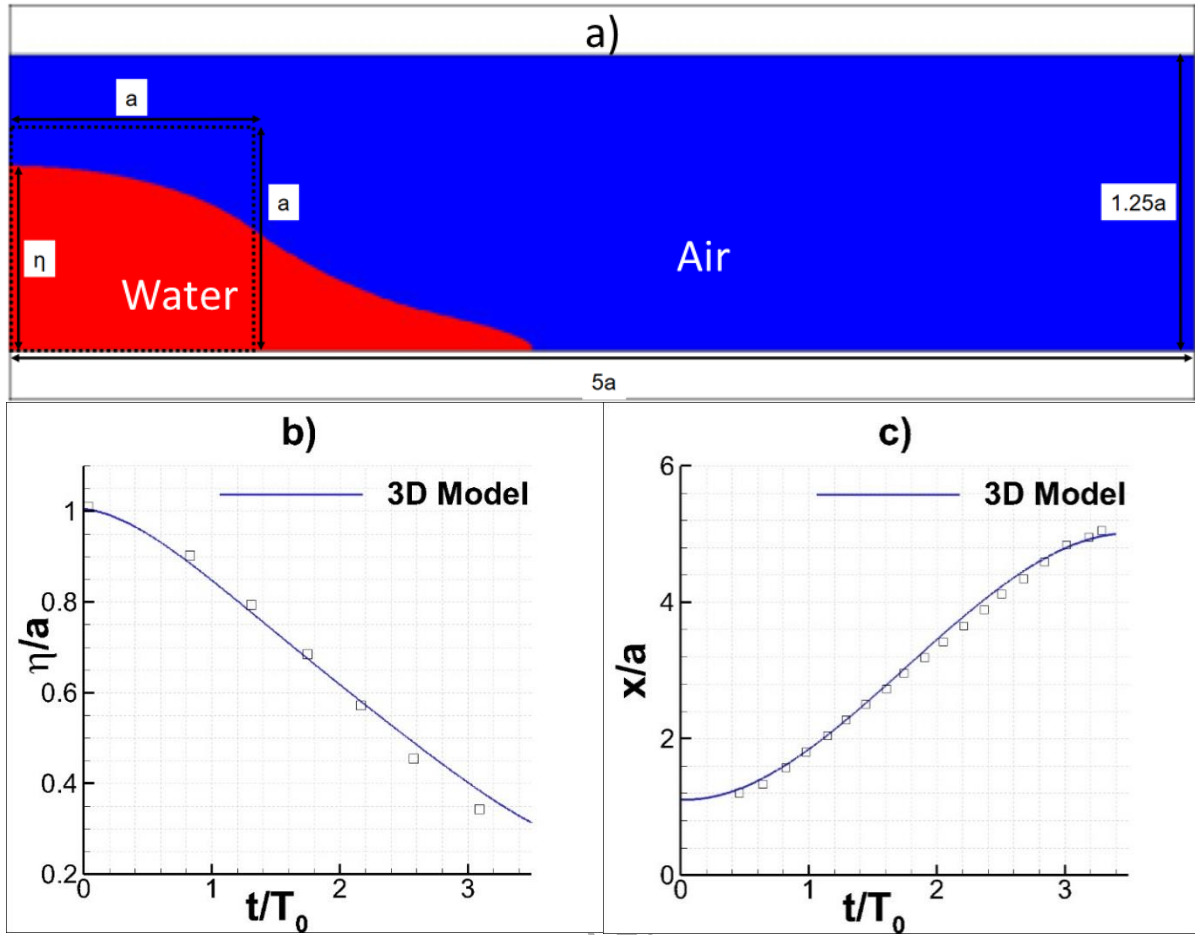 a)
a
a
1.25a
η
Air
Water
5a
b)
3D Model
1
0.8
0.6
0.4
0.2
η/a
0 1 2 3
t/T₀
c)
3D Model
6
4
2
0
x/a
0 1 2 3
t/T₀